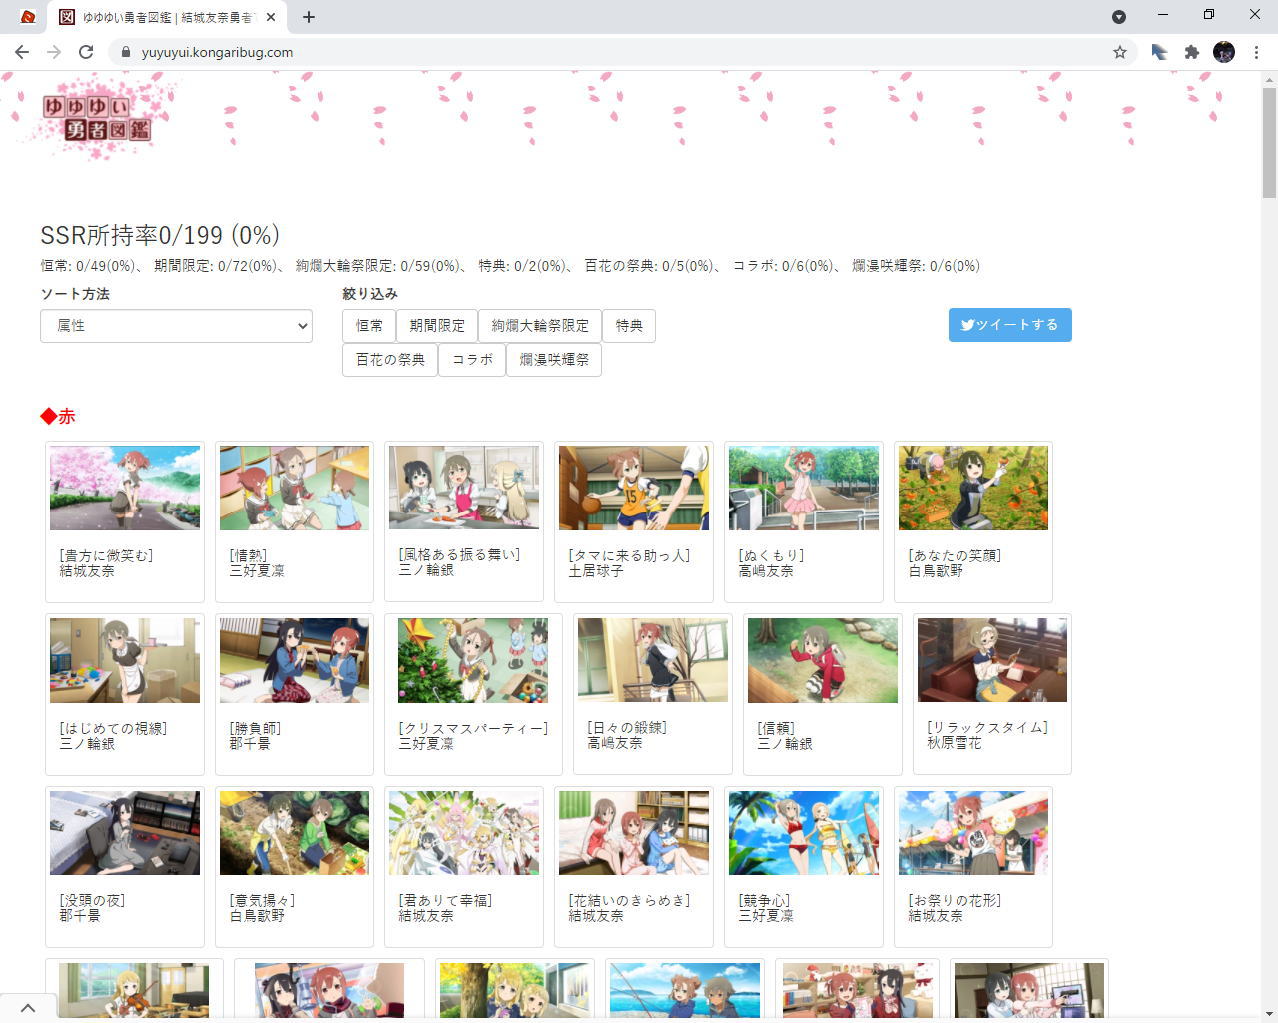 ゆゆゆい勇者図鑑 | 結城友奈勇者
yuyuyui.kongaribug.com
ゆゆゆい
勇者図鑑
SSR所持率0/199 (0%)
恒常: 0/49(0%)、 期間限定: 0/72(0%)、 絢爛大輪祭限定: 0/59(0%)、 特典: 0/2(0%)、 百花の祭典: 0/5(0%)、 コラボ: 0/6(0%)、 爛漫咲輝祭: 0/6(0%)
ソート方法
絞り込み
属性
恒常 期間限定 絢爛大輪祭限定 特典
ツイートする
百花の祭典 コラボ 爛漫咲輝祭
◆赤
[貴方に微笑む]
結城友奈
[情熱]
三好夏凜
[風格ある振る舞い]
三ノ輪銀
[タマに来る助っ人]
土居球子
[ぬくもり]
高嶋友奈
[あなたの笑顔]
白鳥歌野
[はじめての視線]
三ノ輪銀
[勝負師]
郡千景
[クリスマスパーティー]
三好夏凜
[日々の鍛錬]
高嶋友奈
[信頼]
三ノ輪銀
[リラックスタイム]
秋原雪花
[没頭の夜]
郡千景
[意気揚々]
白鳥歌野
[君ありて幸福]
結城友奈
[花結いのきらめき]
結城友奈
[競争心]
三好夏凜
[お祭りの花形]
結城友奈